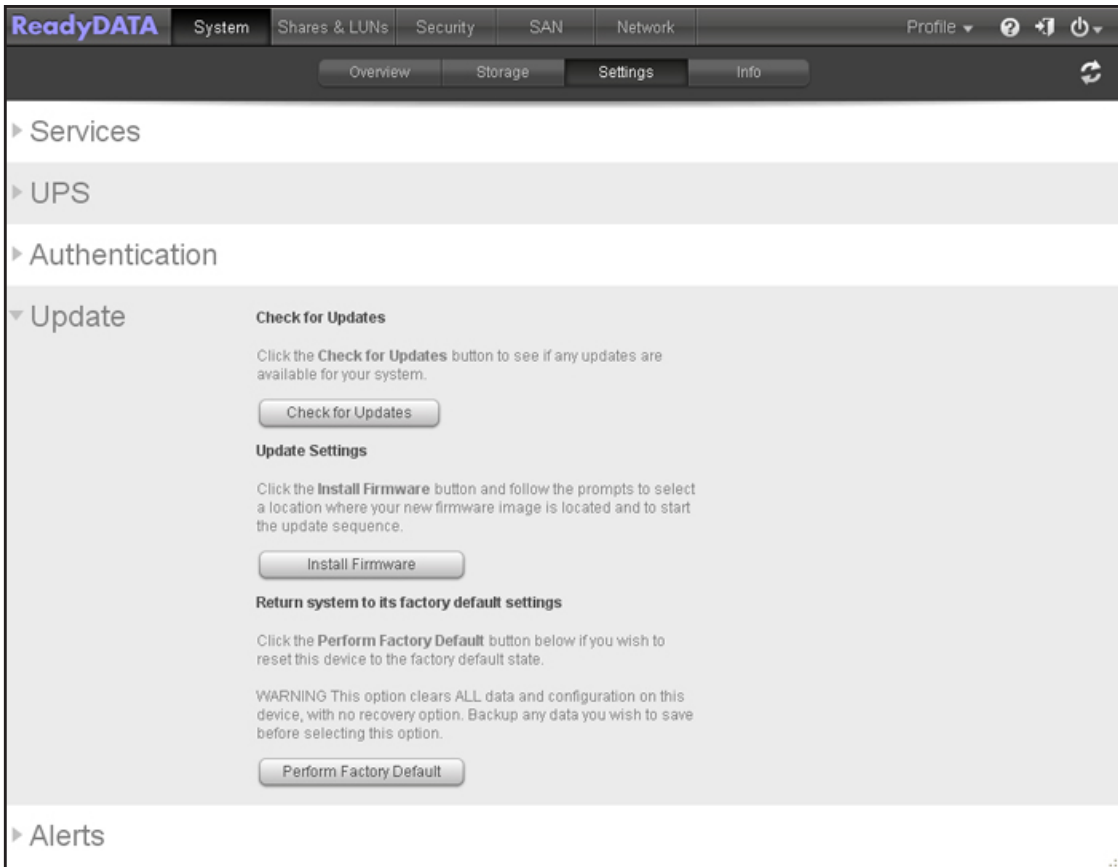 ReadyDATA System Shares & LUNs Security SAN Network Profile
Overview Storage Settings Info
Services
UPS
Authentication
Update
Check for Updates
Click the Check for Updates button to see if any updates are
available for your system.
Check for Updates
Update Settings
Click the Install Firmware button and follow the prompts to select
a location where your new firmware image is located and to start
the update sequence.
Install Firmware
Return system to its factory default settings
Click the Perform Factory Default button below if you wish to
reset this device to the factory default state.
WARNING This option clears ALL data and configuration on this
device, with no recovery option. Backup any data you wish to save
before selecting this option.
Perform Factory Default
Alerts